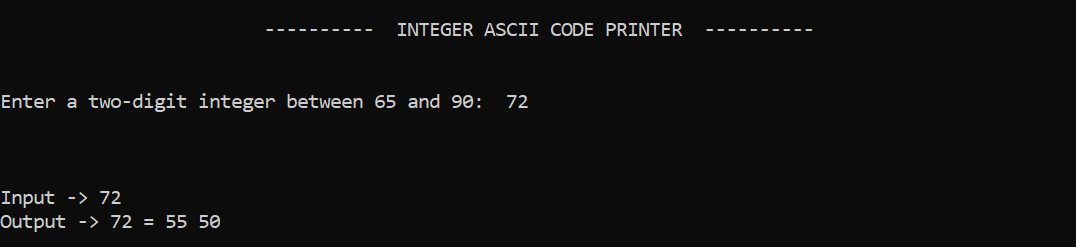 ----------  INTEGER ASCII CODE PRINTER  ----------
Enter a two-digit integer between 65 and 90:  72
Input -> 72
Output -> 72 = 55 50